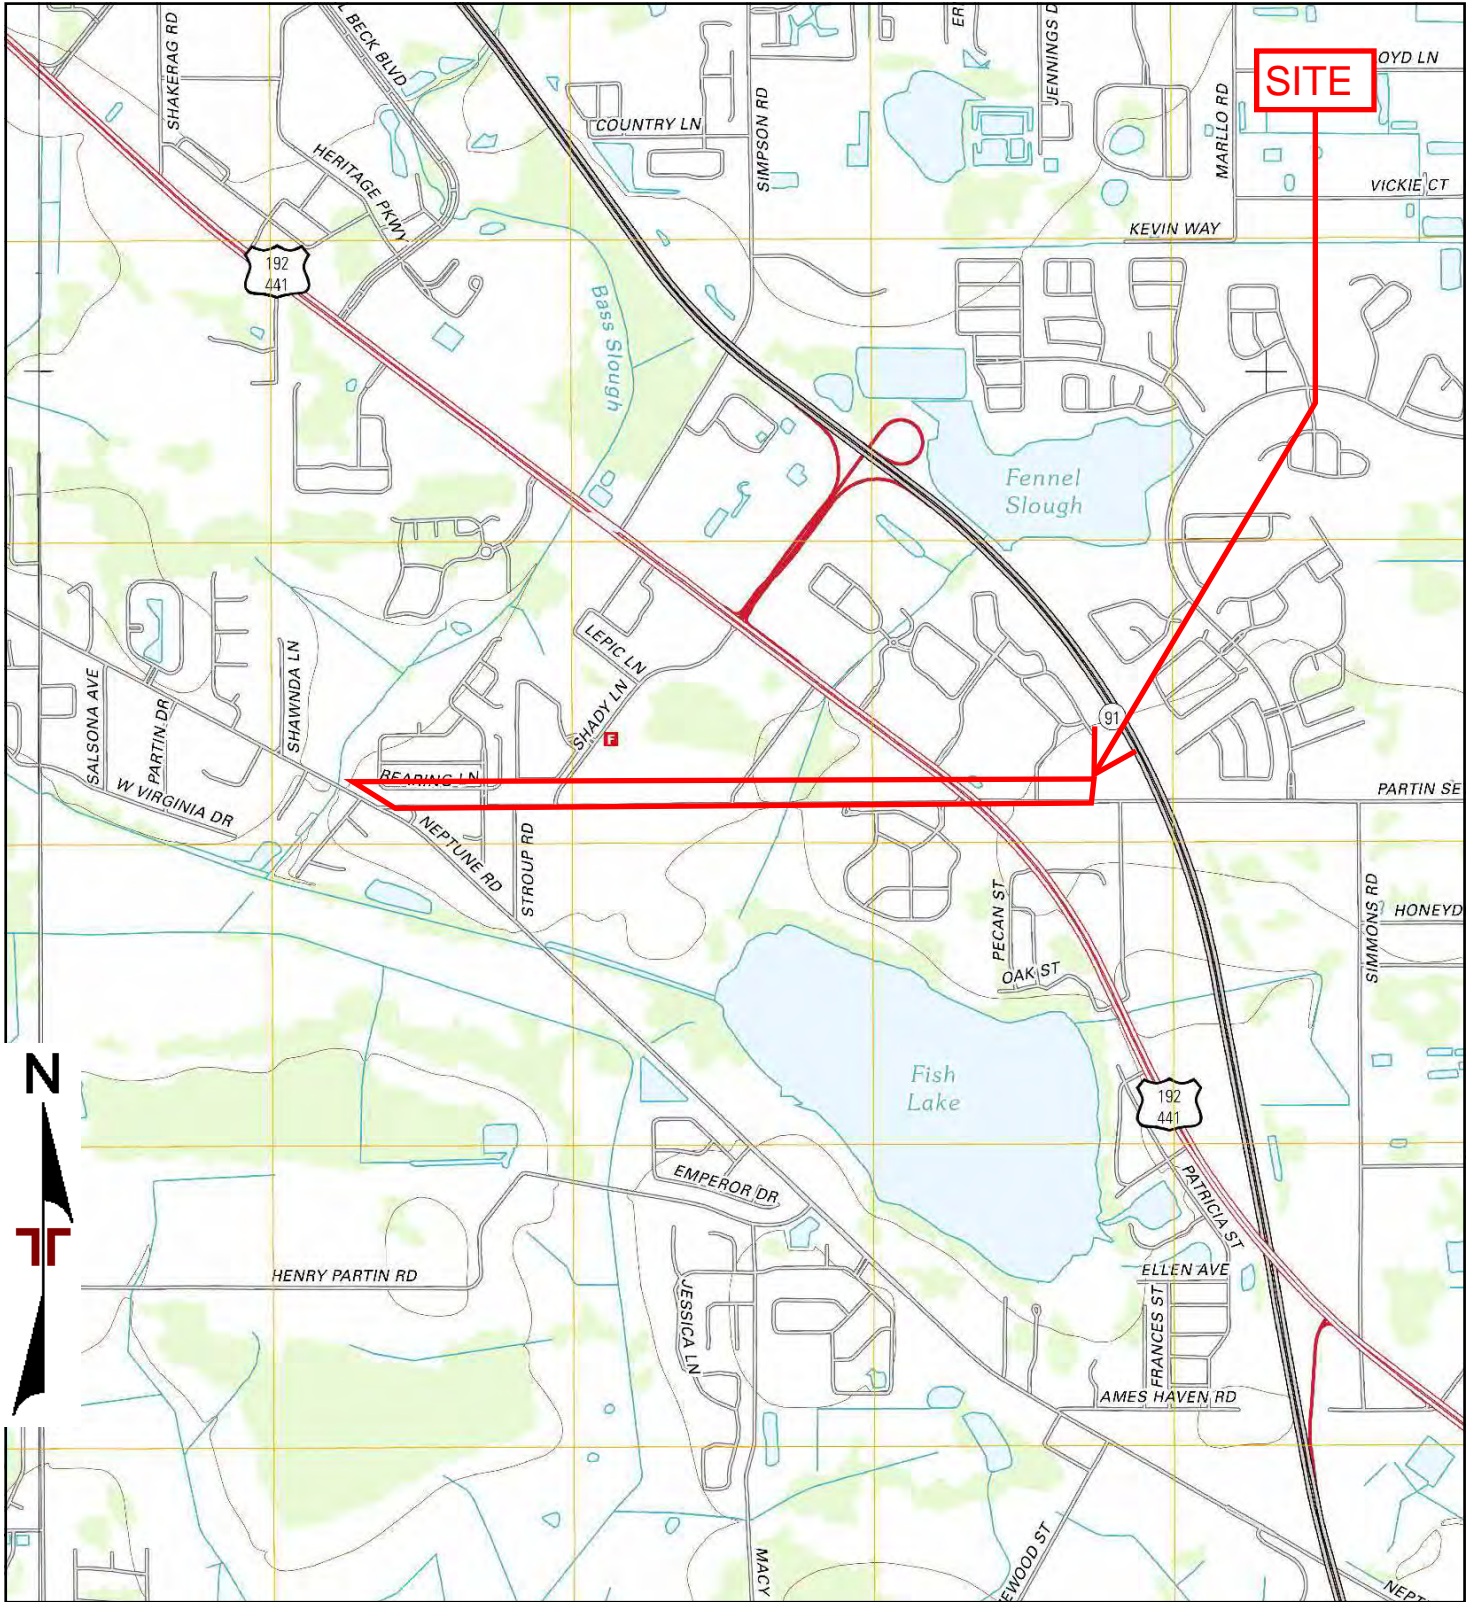 SHAKERAG RD
L BECK BLVD
SIMPSON RD
ER
JENNINGS D
MARLLO RD
SITE
OYD LN
COUNTRY LN
HERITAGE PKWY
VICKIE CT
KEVIN WAY
192
441
Bass Slough
Fennel
Slough
LEPIC LN
SHADY LN
F
SHAWNDA LN
SALSONA AVE
PARTIN DR
W VIRGINIA DR
91
REARING LN
PARTIN SE
NEPTUNE RD
STROUP RD
PECAN ST
OAK ST
SIMMONS RD
HONEYD
N
Fish
Lake
192
441
EMPEROR DR
PATRICIA ST
HENRY PARTIN RD
ELLEN AVE
JESSICA LN
FRANCES ST
AMES HAVEN RD
MACY
EWOOD ST
NEPT